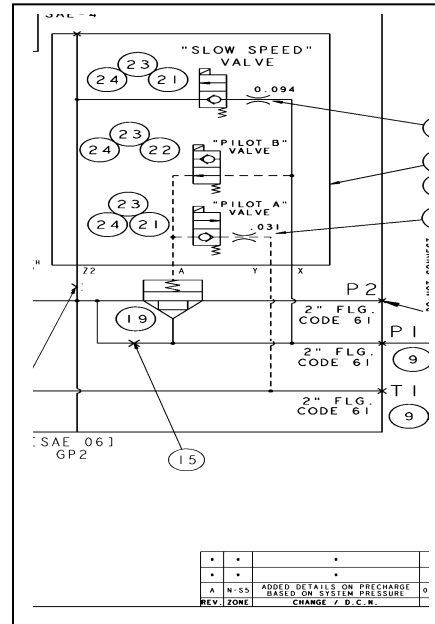 SAE-4
"SLOW SPEED"
VALVE
23
24 21
0.094
"PILOT B"
VALVE
23
24 22
"PILOT A"
VALVE
23
24 21
.031
Z2 A Y X
P2
19
2" FLG.
CODE 61
P1
2" FLG.
CODE 61
9
T1
2" FLG.
CODE 61
9
[SAE 06]
GP2
15
A N-S5 ADDED DETAILS ON PRECHARGE
BASED ON SYSTEM PRESSURE
REV. ZONE CHANGE / D.C.N.